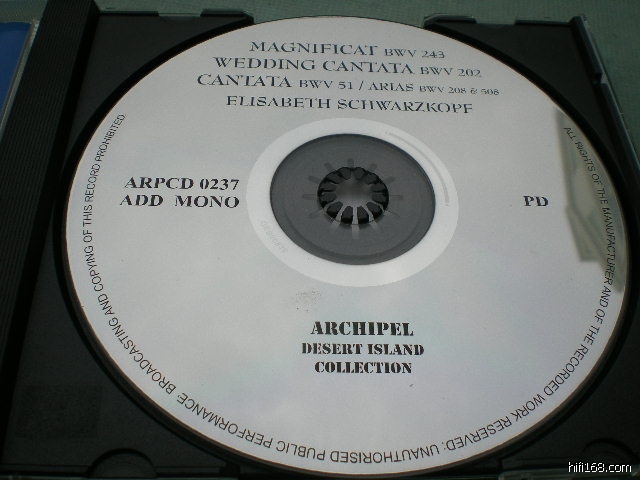 MAGNIFICAT BWV 243
WEDDING CANTATA BWV 202
CANTATA BWV 51 / ARIAS BWV 208 & 508
ELISABETH SCHWARZKOPF
ARPCD 0237
ADD MONO
PD
ARCHIPEL
DESERT ISLAND
COLLECTION
ALL RIGHTS OF THE MANUFACTURER AND OF THE RECORDED WORK RESERVED: UNAUTHORISED PUBLIC PERFORMANCE: BROADCASTING AND COPYING OF THIS RECORD PROHIBITED
hifi168.com